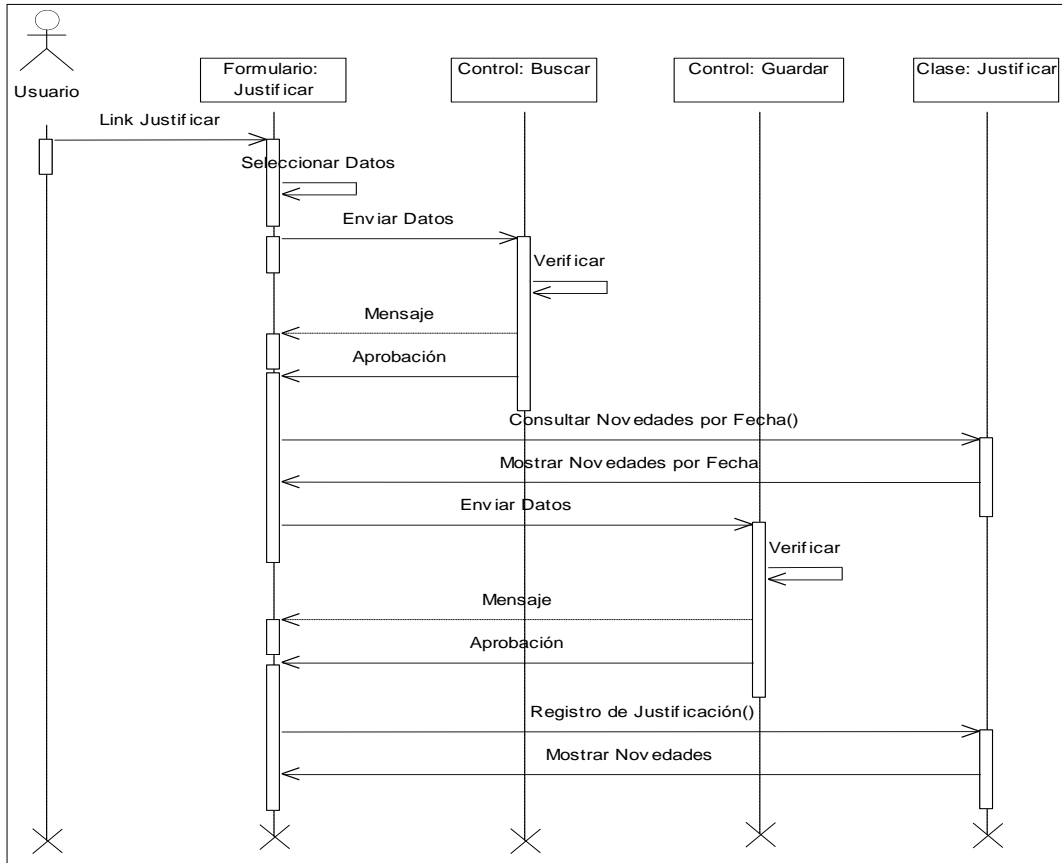 Usuario
Formulario:
Justificar
Control: Buscar
Control: Guardar
Clase: Justificar
Link Justificar
Seleccionar Datos
Enviar Datos
Verificar
Mensaje
Aprobación
Consultar Novedades por Fecha()
Mostrar Novedades por Fecha
Enviar Datos
Verificar
Mensaje
Aprobación
Registro de Justificación()
Mostrar Novedades